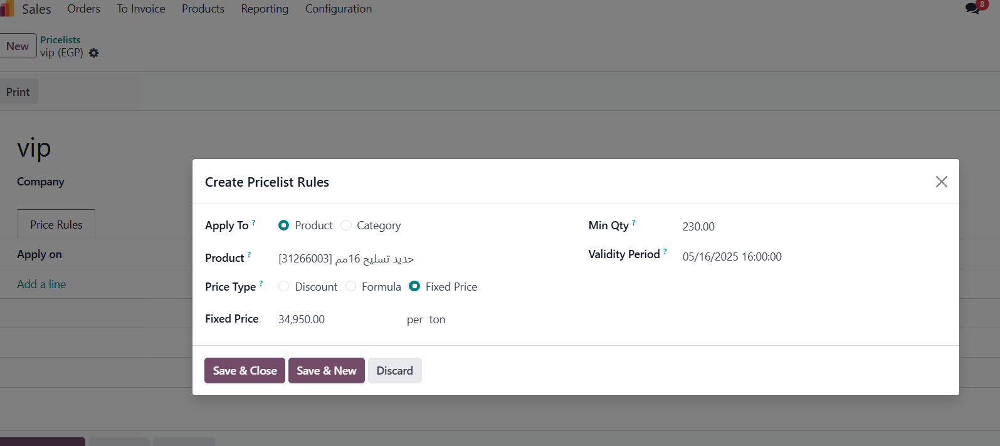 Sales Orders To Invoice Products Reporting Configuration 8
New Pricelists
vip (EGP)
Print
vip
Company
Price Rules
Apply on
Add a line
Create Pricelist Rules
Apply To ? Product Category
Min Qty ? 230.00
Product ? [31266003] حديد تسليح 16مم
Validity Period ? 05/16/2025 16:00:00
Price Type ? Discount Formula Fixed Price
Fixed Price 34,950.00 per ton
Save & Close Save & New Discard